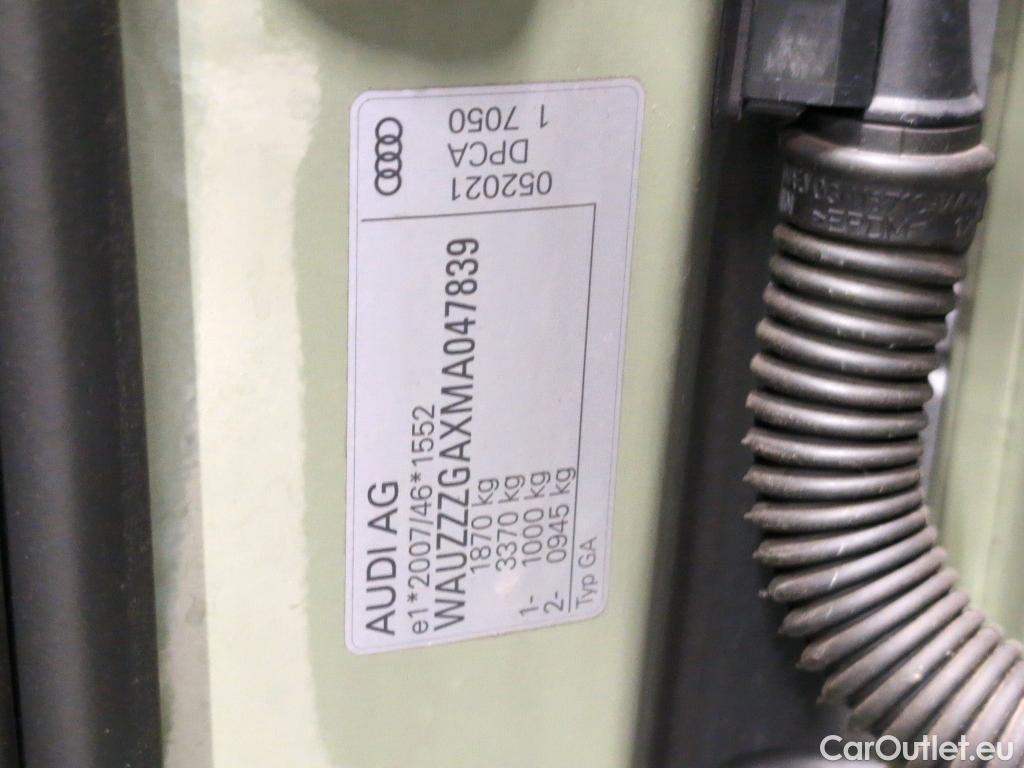 AUDI AG
e1*2007/46*1552
WAUZZZGAXMA047839
1870 kg
3370 kg
1- 1000 kg
2- 0945 kg
Typ GA
052021
DPCA
1 7050
CarOutlet.eu